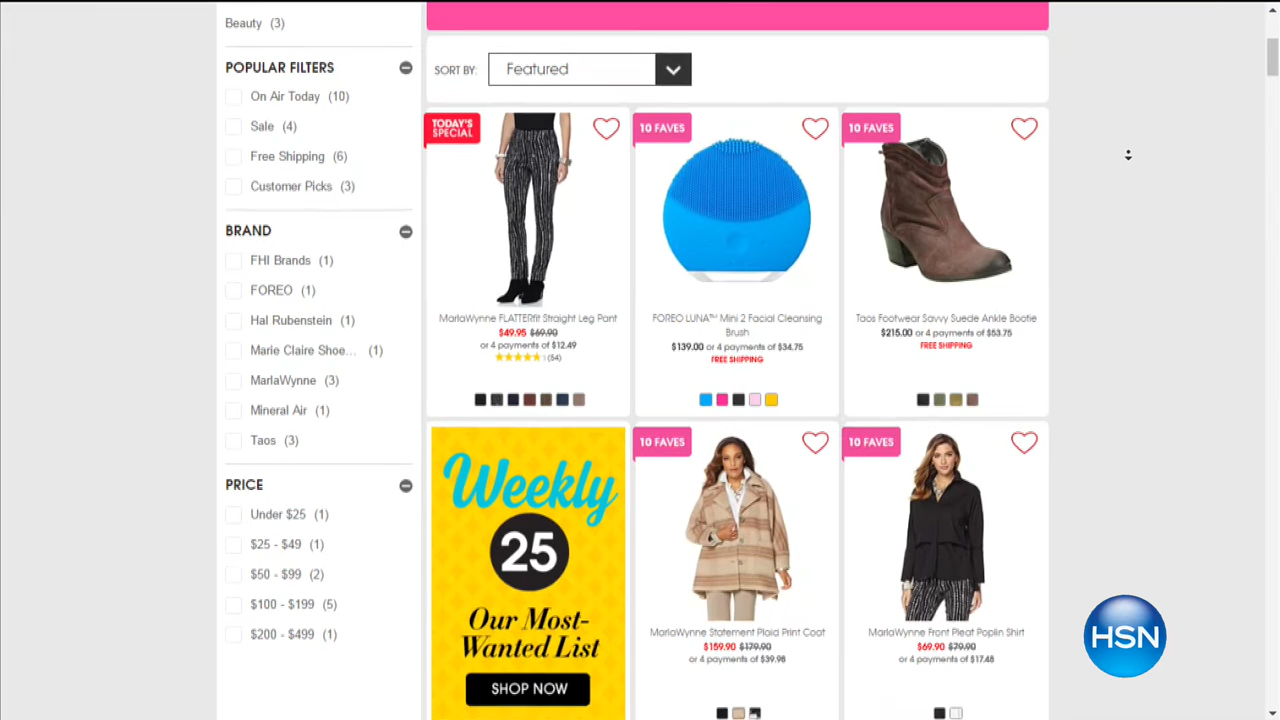 Beauty (3)
POPULAR FILTERS
On Air Today (10)
Sale (4)
Free Shipping (6)
Customer Picks (3)
BRAND
FHI Brands (1)
FOREO (1)
Hal Rubenstein (1)
Marie Claire Shoe... (1)
MarlaWynne (3)
Mineral Air (1)
Taos (3)
PRICE
Under $25 (1)
$25 - $49 (1)
$50 - $99 (2)
$100 - $199 (5)
$200 - $499 (1)
SORT BY:
Featured
TODAY'S
SPECIAL
MarlaWynne FLATTERfit Straight Leg Pant
$49.95 $69.90
or 4 payments of $12.49
(54)
10 FAVES
FOREO LUNA™ Mini 2 Facial Cleansing
Brush
$139.00 or 4 payments of $34.75
FREE SHIPPING
10 FAVES
Taos Footwear Savvy Suede Ankle Bootie
$215.00 or 4 payments of $53.75
FREE SHIPPING
Weekly
25
Our Most-
Wanted List
SHOP NOW
10 FAVES
MarlaWynne Statement Plaid Print Coat
$159.90 $179.90
or 4 payments of $39.98
10 FAVES
MarlaWynne Front Pleat Poplin Shirt
$69.90 $79.90
or 4 payments of $17.48
HSN